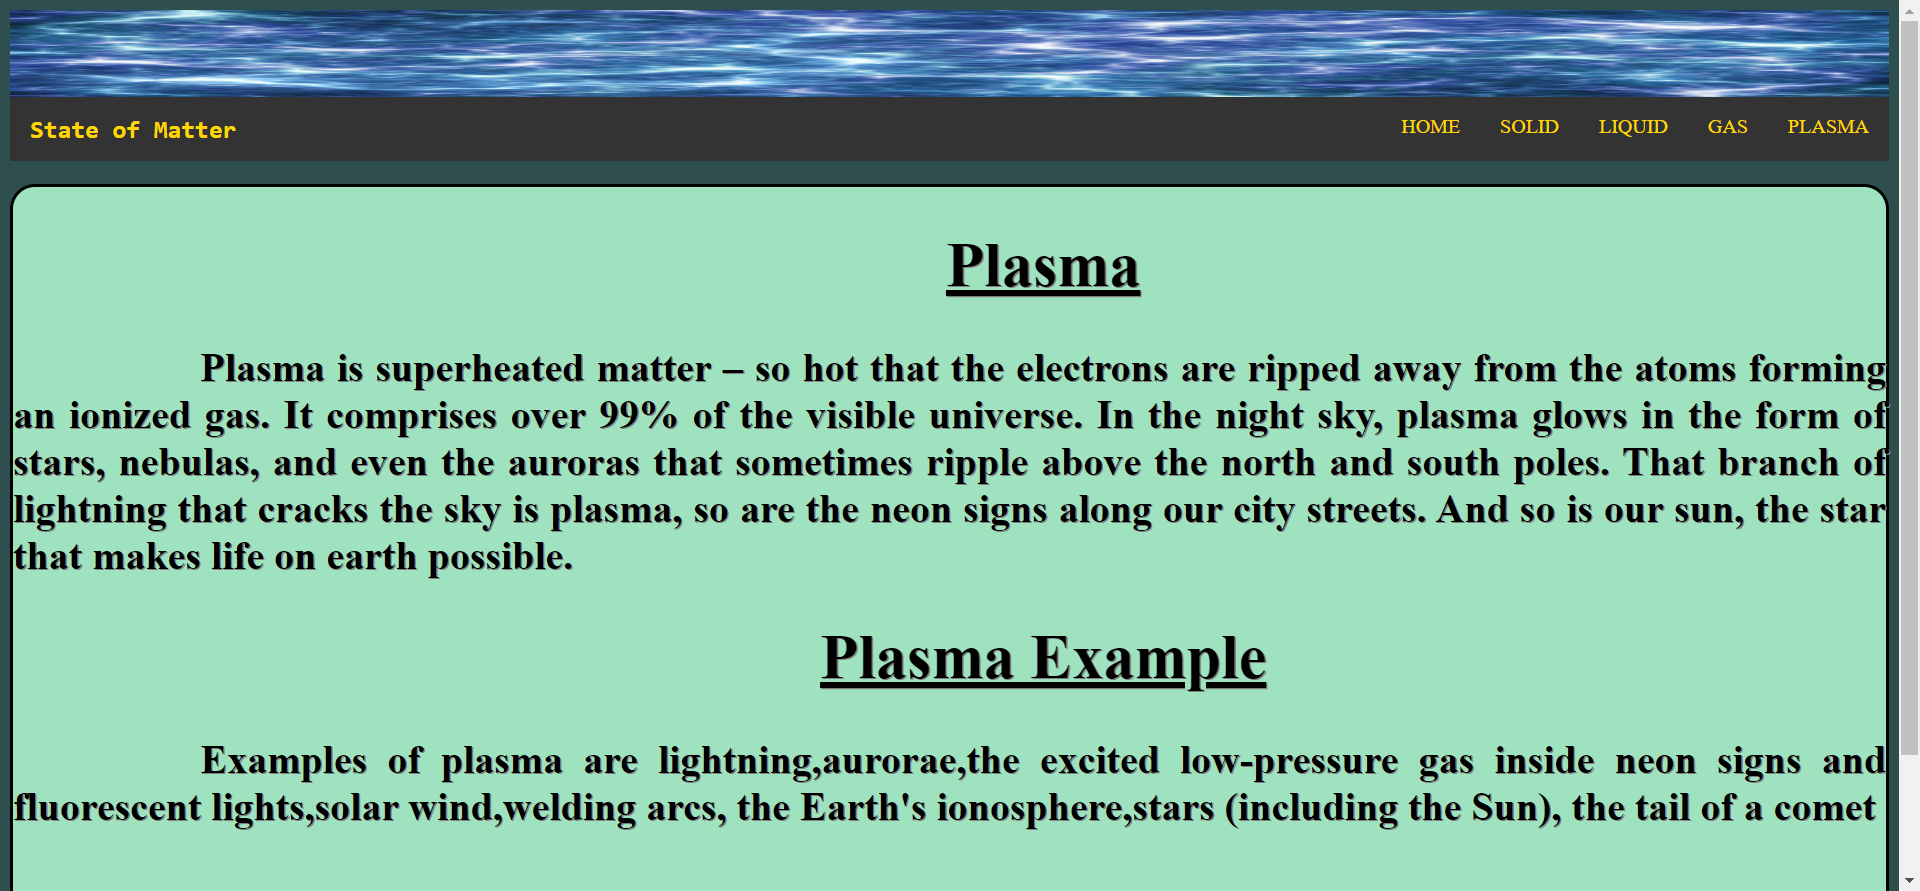 State of Matter
HOME SOLID LIQUID GAS PLASMA
Plasma
Plasma is superheated matter – so hot that the electrons are ripped away from the atoms forming
an ionized gas. It comprises over 99% of the visible universe. In the night sky, plasma glows in the form of
stars, nebulas, and even the auroras that sometimes ripple above the north and south poles. That branch of
lightning that cracks the sky is plasma, so are the neon signs along our city streets. And so is our sun, the star
that makes life on earth possible.
Plasma Example
Examples of plasma are lightning,aurorae,the excited low-pressure gas inside neon signs and
fluorescent lights,solar wind,welding arcs, the Earth's ionosphere,stars (including the Sun), the tail of a comet